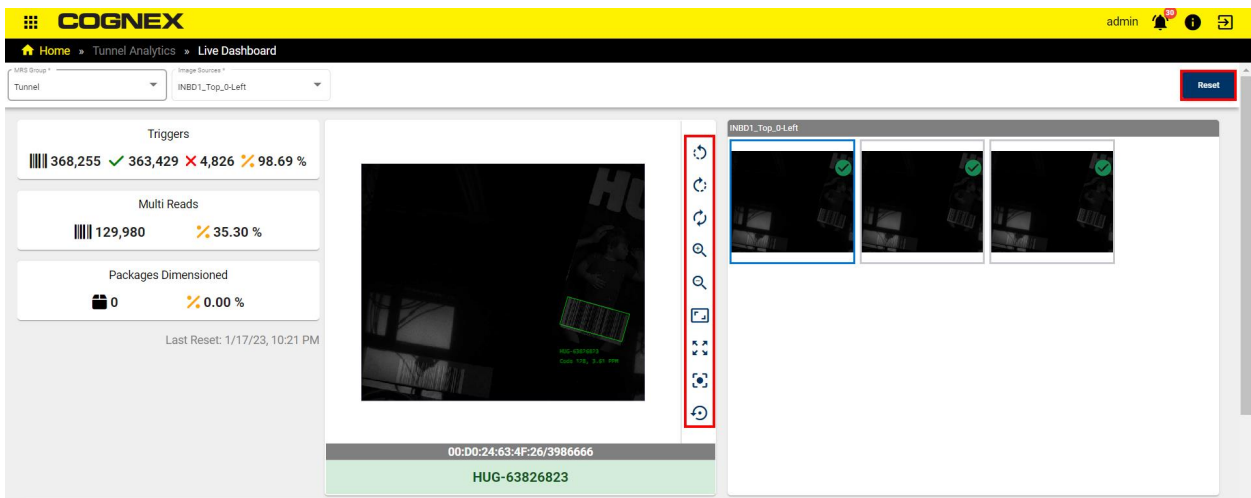 COGNEX
admin
30
Home » Tunnel Analytics » Live Dashboard
MRS Group *
Tunnel
Image Sources *
INBD1_Top_0-Left
Reset
Triggers
368,255 363,429 4,826 98.69 %
Multi Reads
129,980 35.30 %
Packages Dimensioned
0 0.00 %
Last Reset: 1/17/23, 10:21 PM
00:D0:24:63:4F:26/3986666
HUG-63826823
INBD1_Top_0-Left